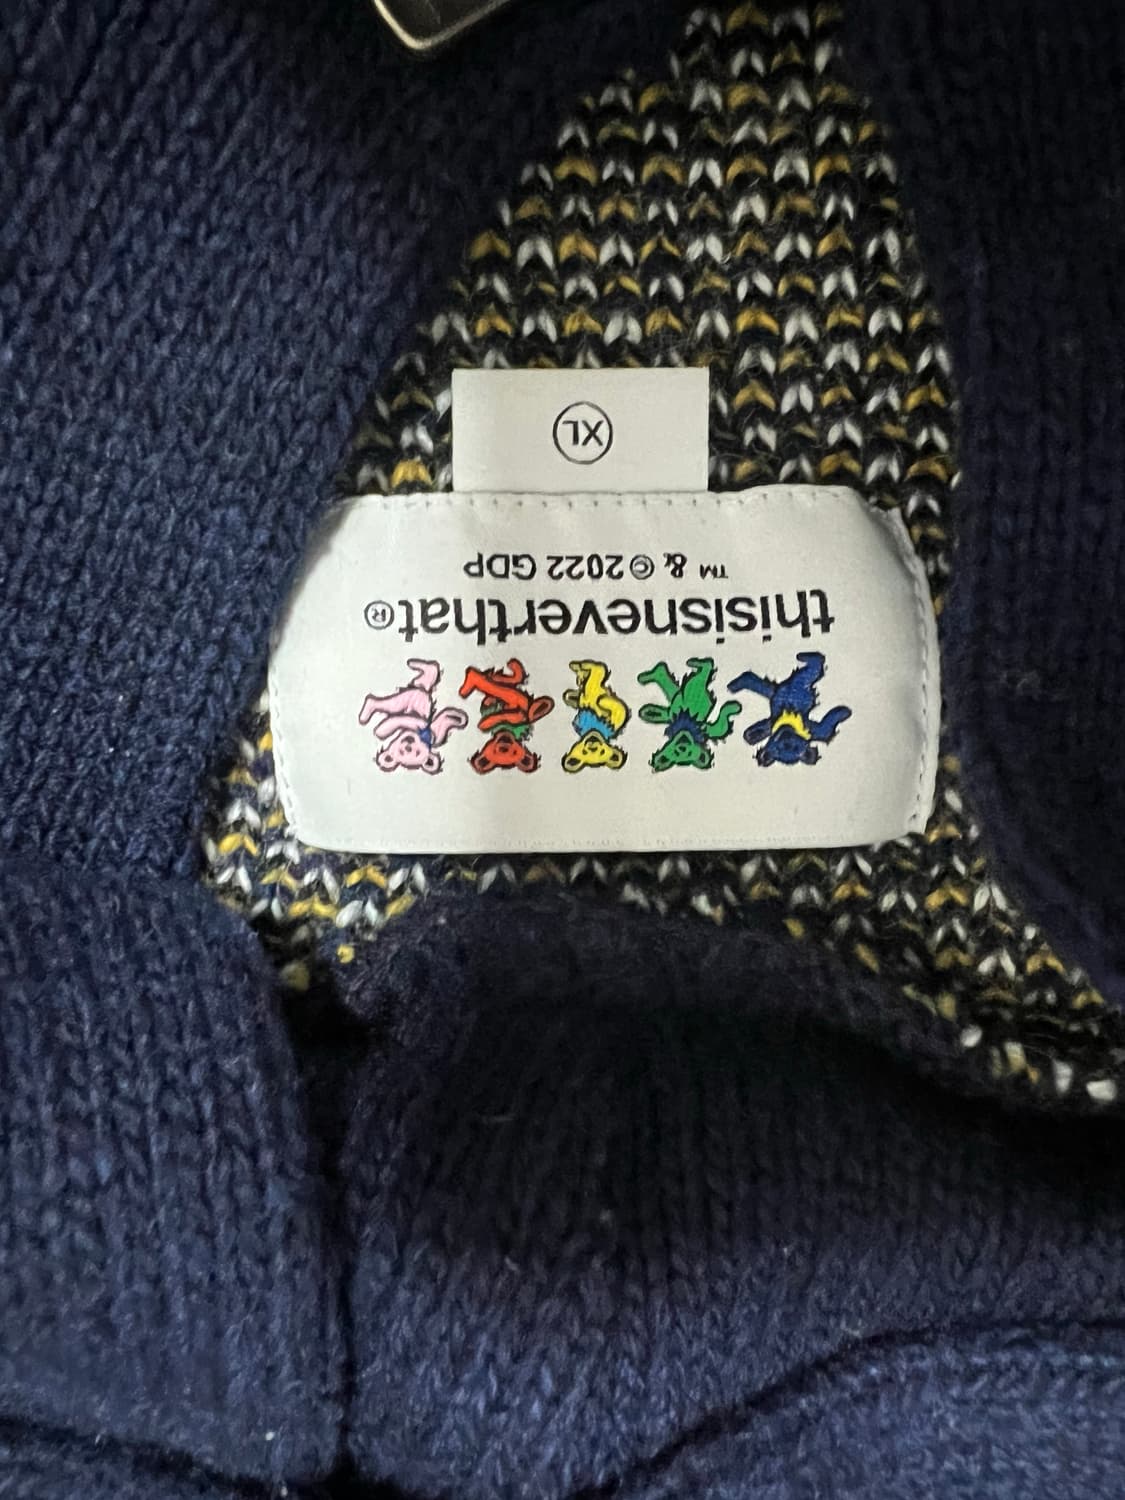 thisisneverthat®
™ & © 2022 GDP
XL